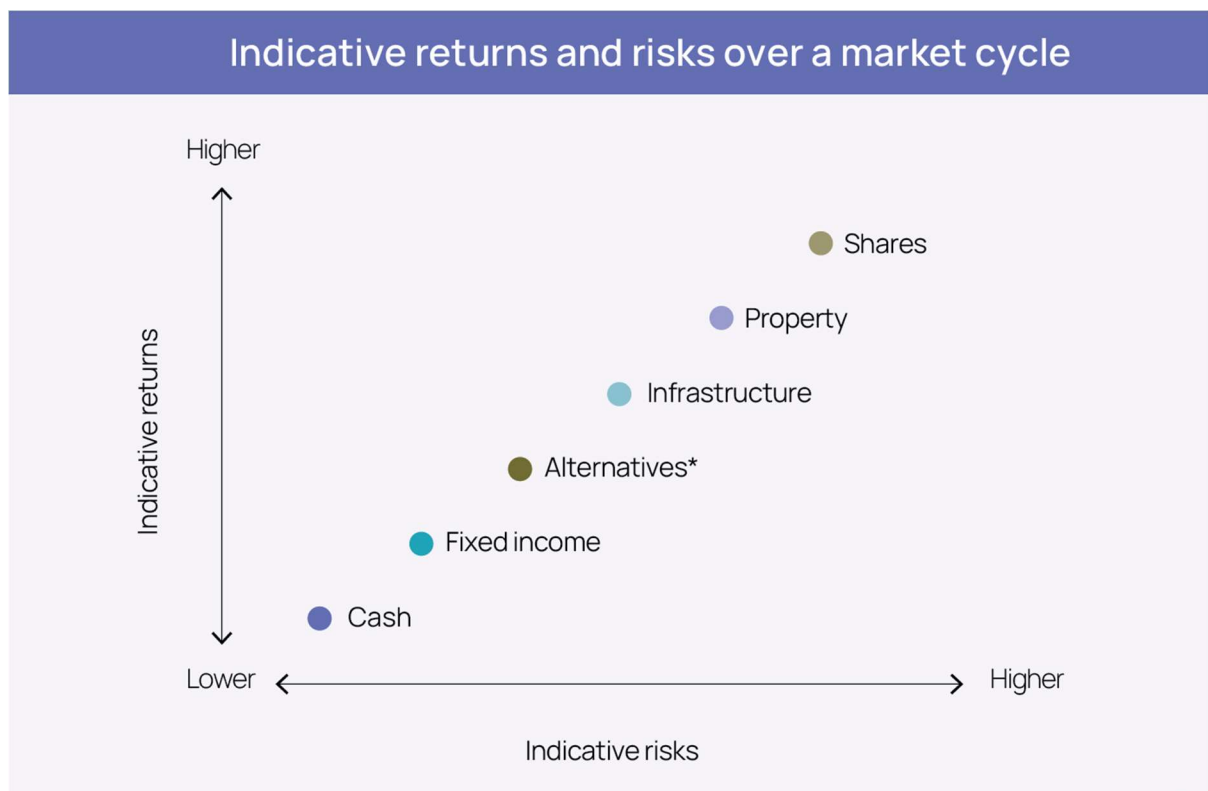 Indicative returns and risks over a market cycle
Higher
Shares
Property
Indicative returns
Infrastructure
Alternatives*
Fixed income
Cash
Lower
Higher
Indicative risks